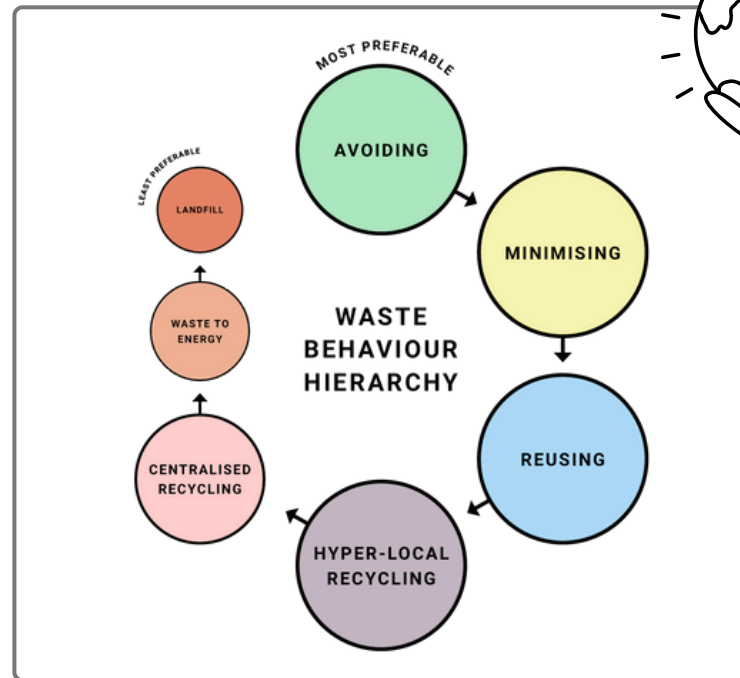 MOST PREFERABLE
AVOIDING
MINIMISING
REUSING
HYPER-LOCAL
RECYCLING
CENTRALISED
RECYCLING
WASTE TO
ENERGY
LEAST PREFERABLE
LANDFILL
WASTE
BEHAVIOUR
HIERARCHY